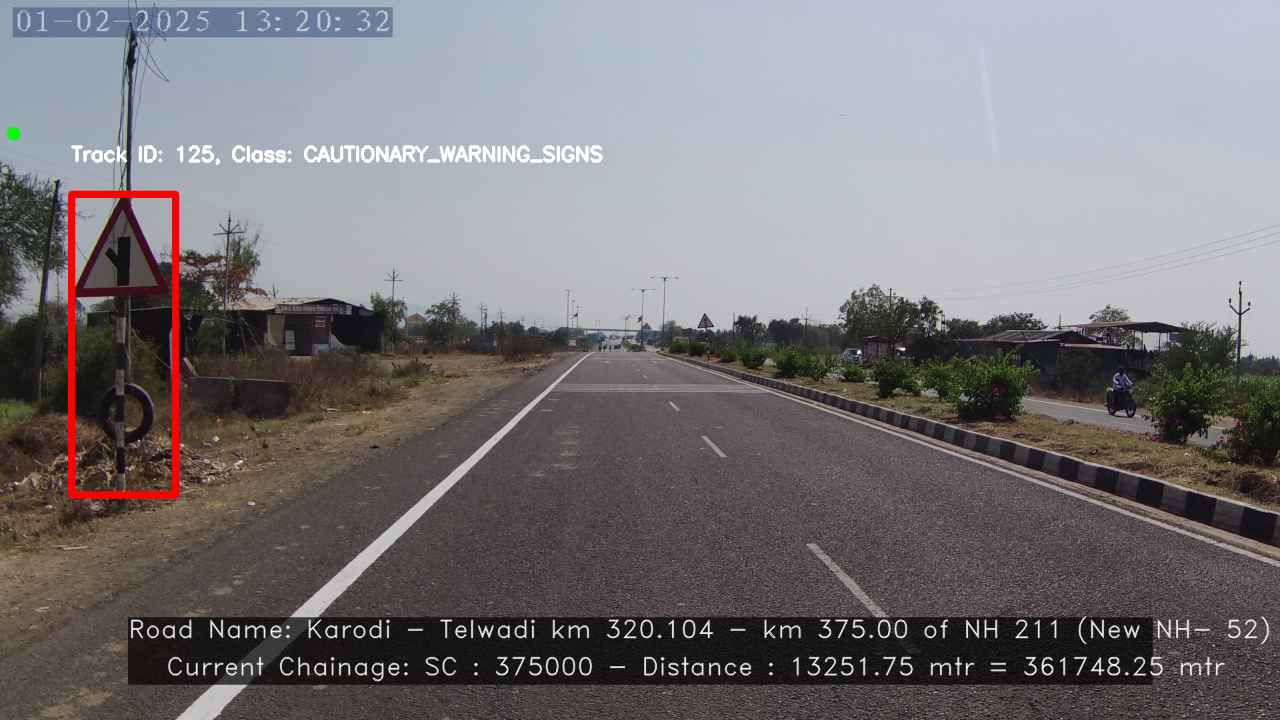 01-02-2025 13:20:32
Track ID: 125, Class: CAUTIONARY_WARNING_SIGNS
Road Name: Karodi - Telwadi km 320.104 - km 375.00 of NH 211 (New NH- 52)
Current Chainage: SC : 375000 - Distance : 13251.75 mtr = 361748.25 mtr